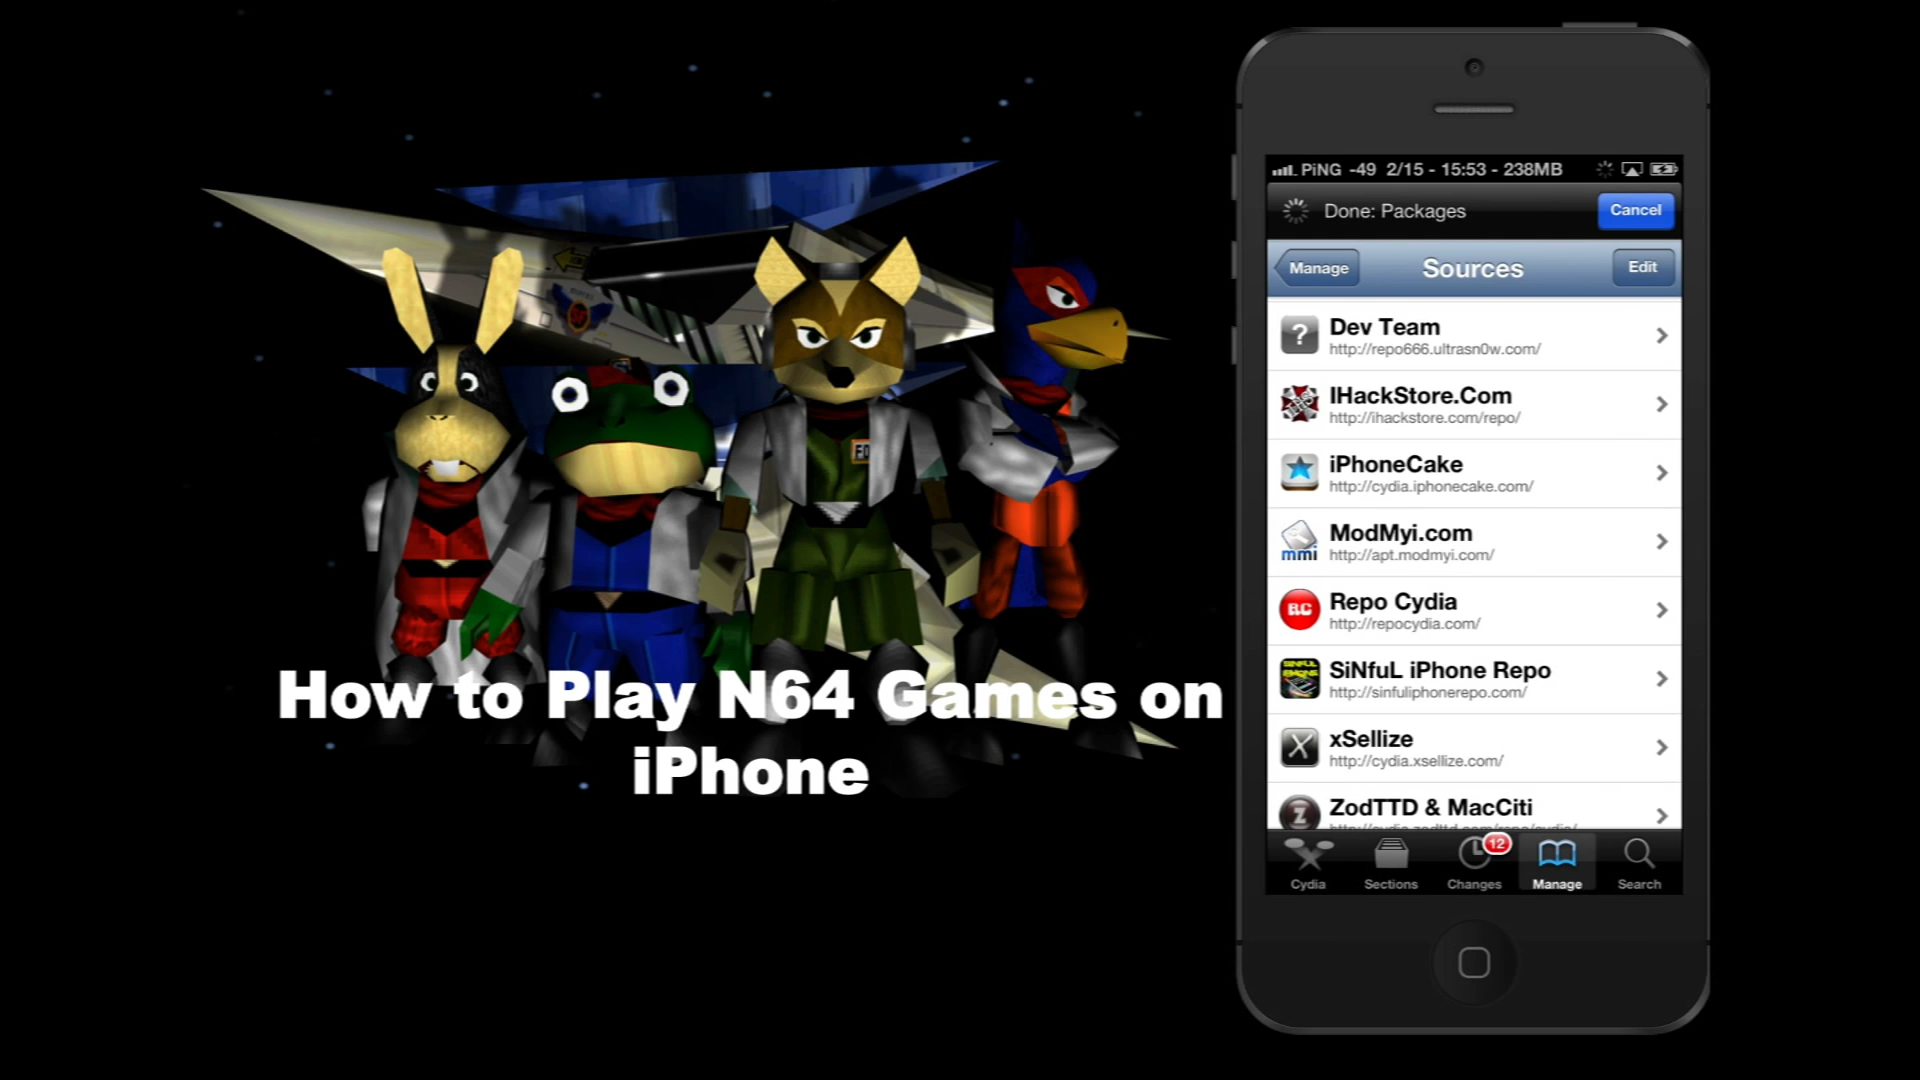 How to Play N64 Games on
iPhone
PiNG -49 2/15 - 15:53 - 238MB
Done: Packages
Cancel
Manage
Sources
Edit
?
Dev Team
http://repo666.ultrasn0w.com/
IHackStore.Com
http://ihackstore.com/repo/
iPhoneCake
http://cydia.iphonecake.com/
mmi
ModMyi.com
http://apt.modmyi.com/
RC
Repo Cydia
http://repocydia.com/
SiNfuL iPhone Repo
http://sinfuliphonerepo.com/
X
xSellize
http://cydia.xsellize.com/
Z
ZodTTD & MacCiti
12
Cydia
Sections
Changes
Manage
Search